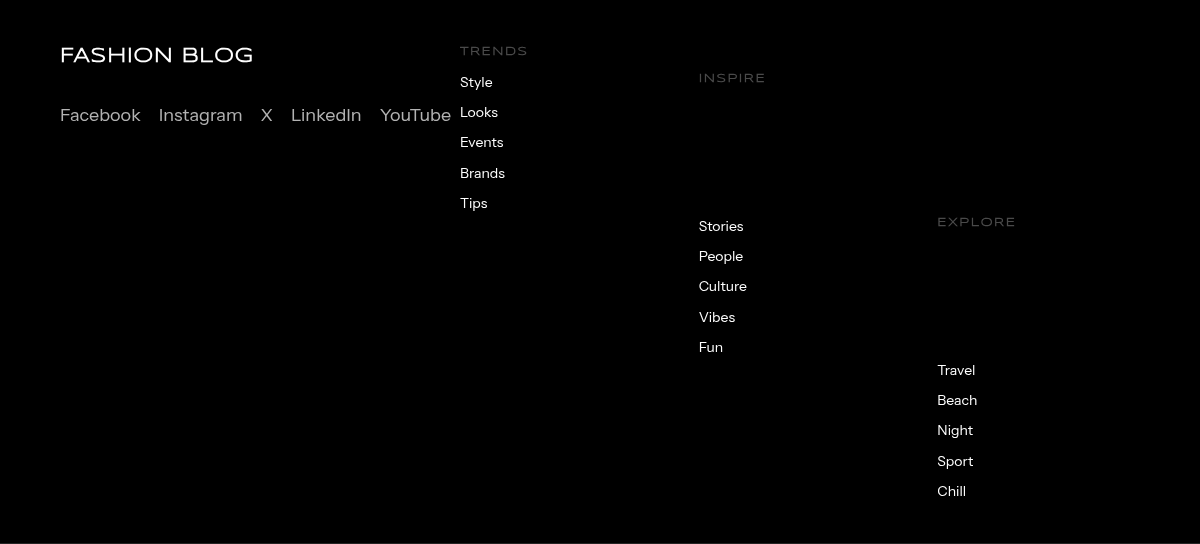 FASHION BLOG
Facebook Instagram X LinkedIn YouTube
TRENDS
Style
Looks
Events
Brands
Tips
INSPIRE
Stories
People
Culture
Vibes
Fun
EXPLORE
Travel
Beach
Night
Sport
Chill